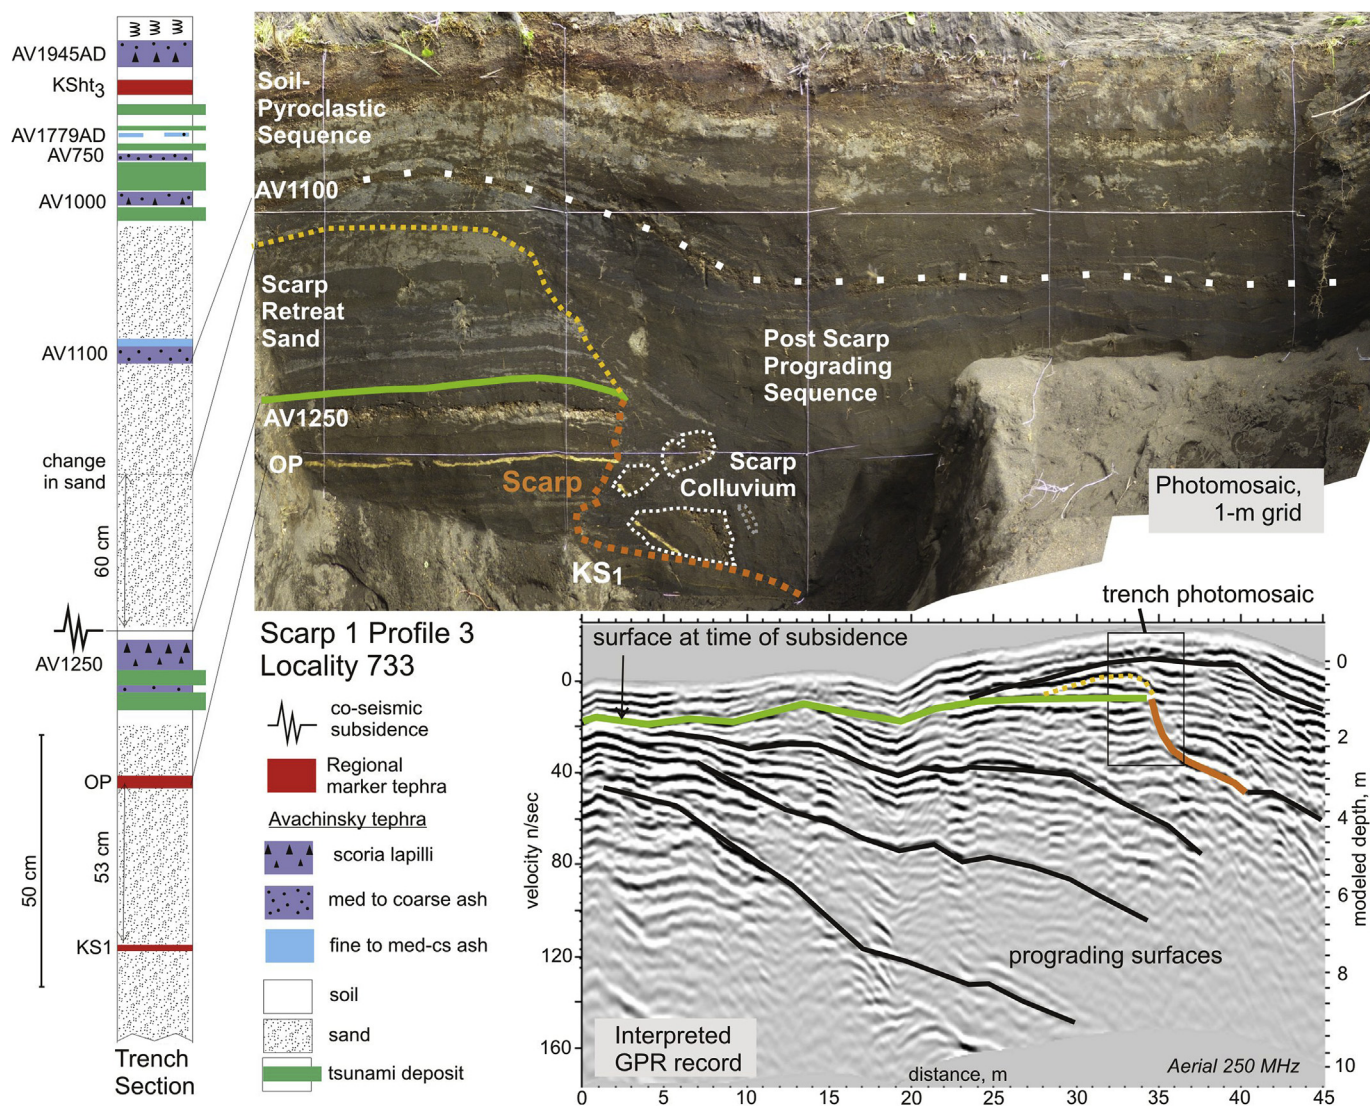 AV1945AD
KSht3
AV1779AD
AV750
AV1000
AV1100
change
in sand
60 cm
AV1250
OP
53 cm
50 cm
KS1
Trench
Section
Soil-
Pyroclastic
Sequence
AV1100
Scarp
Retreat
Sand
AV1250
OP
Scarp
KS1
Scarp
Colluvium
Post Scarp
Prograding
Sequence
Photomosaic,
1-m grid
Scarp 1 Profile 3
Locality 733
co-seismic
subsidence
Regional
marker tephra
Avachinsky tephra
scoria lapilli
med to coarse ash
fine to med-cs ash
soil
sand
tsunami deposit
trench photomosaic
surface at time of subsidence
velocity n/sec
0
40
80
120
160
modeled depth, m
0
2
4
6
8
10
prograding surfaces
Interpreted
GPR record
Aerial 250 MHz
distance, m
0 5 10 15 20 25 30 35 40 45